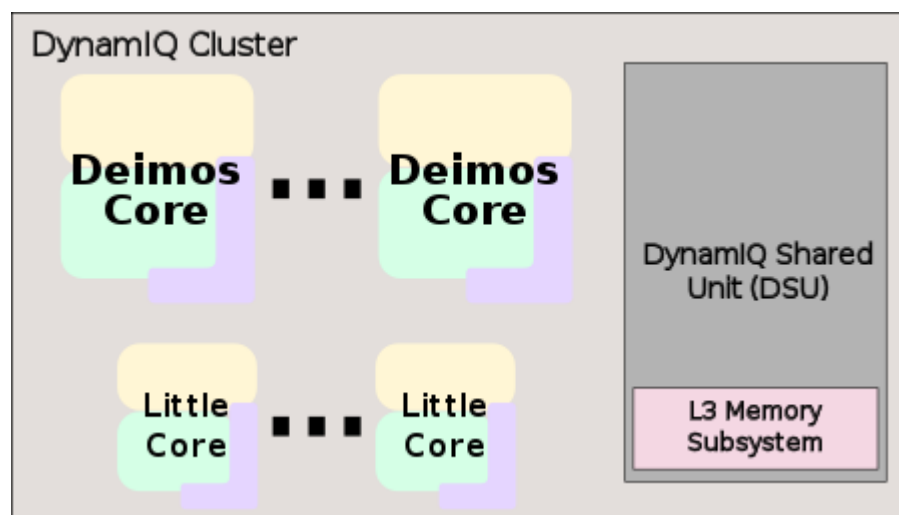 DynamIQ Cluster
Deimos
Core
Deimos
Core
DynamIQ Shared
Unit (DSU)
Little
Core
Little
Core
L3 Memory
Subsystem